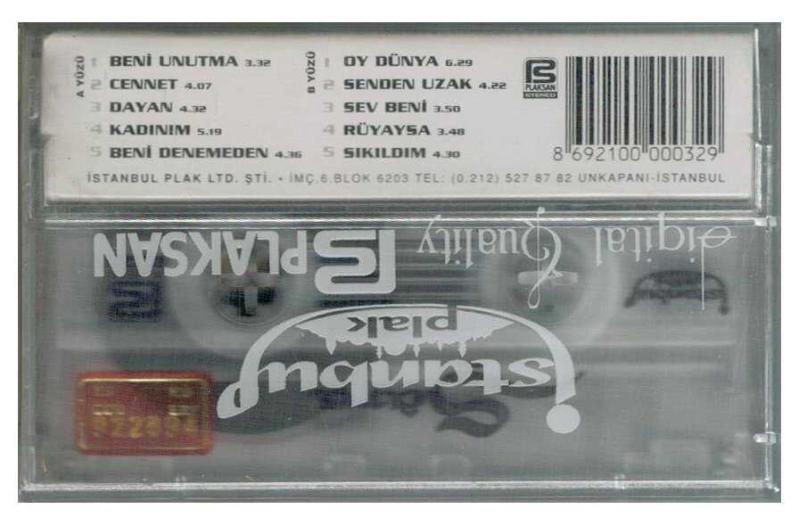 A YÜZÜ
1 BENİ UNUTMA 3.32
2 CENNET 4.07
3 DAYAN 4.32
4 KADINIM 5.19
5 BENİ DENEMEDEN 4.36
B YÜZÜ
1 OY DÜNYA 6.29
2 SENDEN UZAK 4.22
3 SEV BENİ 3.50
4 RÜYAYSA 3.48
5 SIKILDIM 4.30
PLAKSAN
STEREO
8 692100 000329
İSTANBUL PLAK LTD. ŞTİ. • İMÇ.6.BLOK 6203 TEL: (0.212) 527 87 82 UNKAPANI-İSTANBUL
Digital Quality PLAKSAN
istanbul
plak